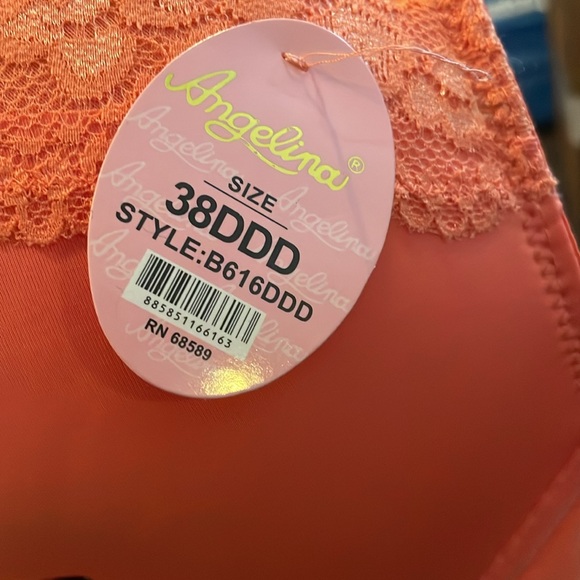 Angelina®
SIZE
38DDD
STYLE:B616DDD
885851166163
RN 68589